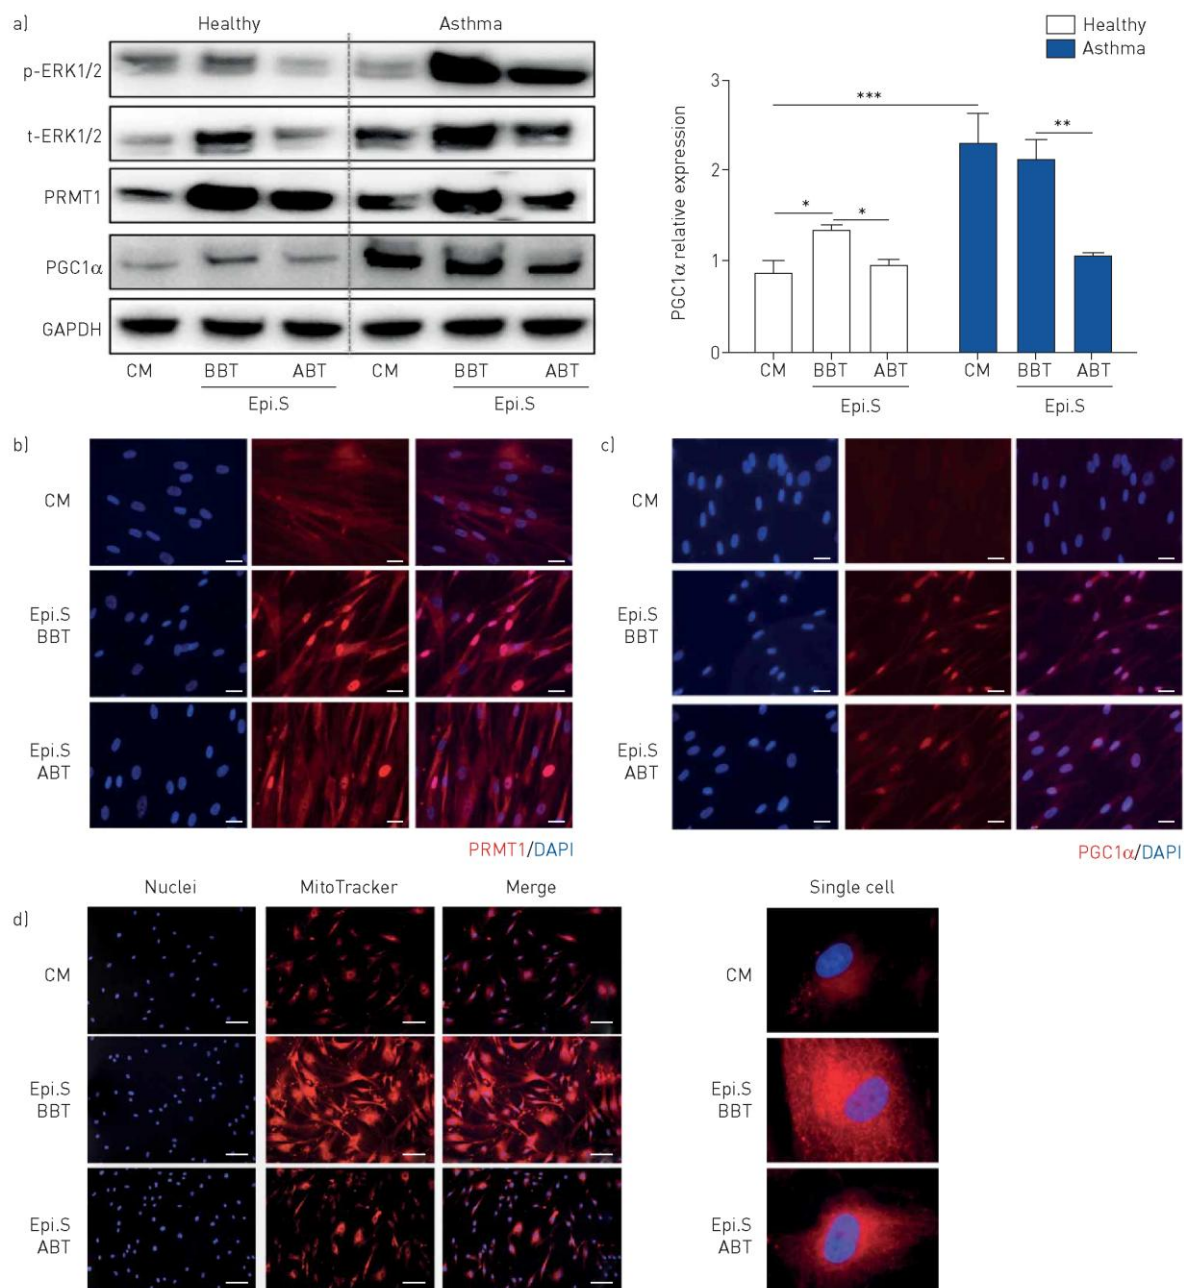 a)
Healthy
Asthma
p-ERK1/2
t-ERK1/2
PRMT1
PGC1α
GAPDH
CM
BBT
ABT
CM
BBT
ABT
Epi.S
Epi.S
Healthy
Asthma
PGC1α relative expression
3
2
1
0
***
**
*
*
CM
BBT
ABT
CM
BBT
ABT
Epi.S
Epi.S
b)
CM
Epi.S
BBT
Epi.S
ABT
PRMT1/DAPI
c)
CM
Epi.S
BBT
Epi.S
ABT
PGC1α/DAPI
d)
Nuclei
MitoTracker
Merge
Single cell
CM
Epi.S
BBT
Epi.S
ABT
CM
Epi.S
BBT
Epi.S
ABT